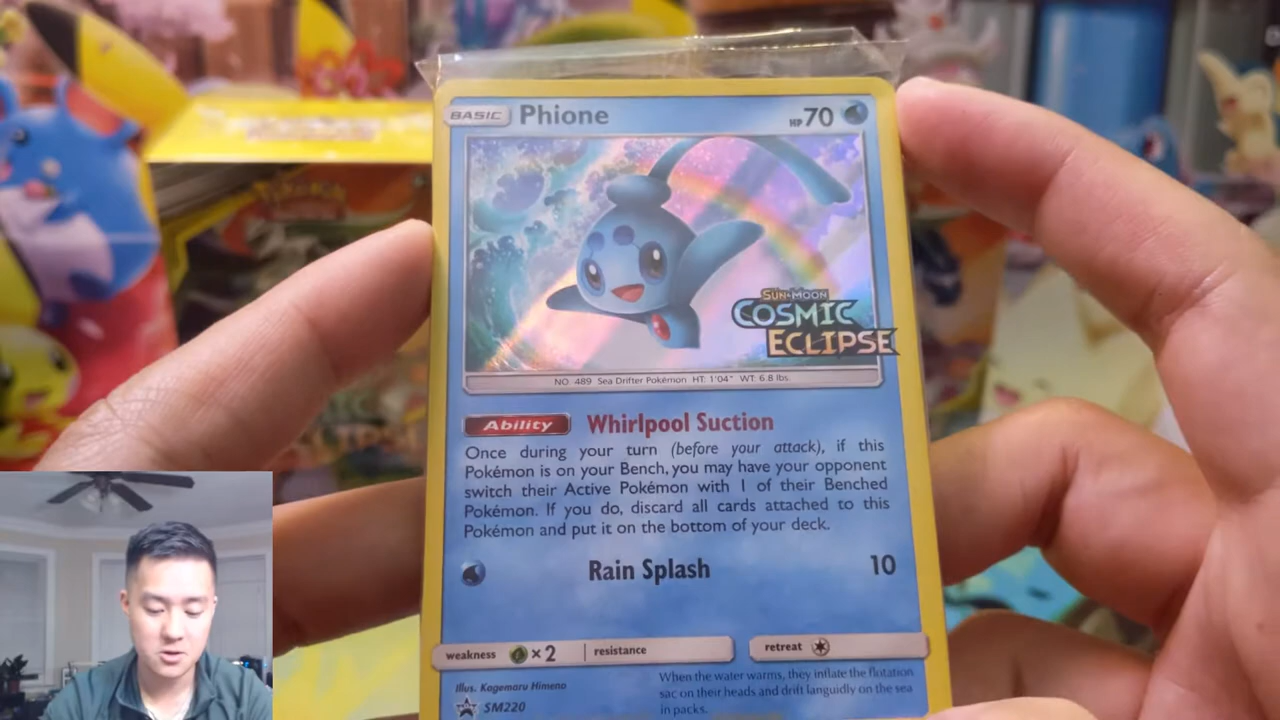 BASIC Phione HP 70
SUN & MOON
COSMIC
ECLIPSE
NO. 489 Sea Drifter Pokémon HT: 1'04" WT: 6.8 lbs.
Ability Whirlpool Suction
Once during your turn (before your attack), if this
Pokémon is on your Bench, you may have your opponent
switch their Active Pokémon with 1 of their Benched
Pokémon. If you do, discard all cards attached to this
Pokémon and put it on the bottom of your deck.
Rain Splash 10
weakness ×2 resistance retreat
Illus. Kagemaru Himeno
SM220
When the water warms, they inflate the flotation
sac on their heads and drift languidly on the sea
in packs.